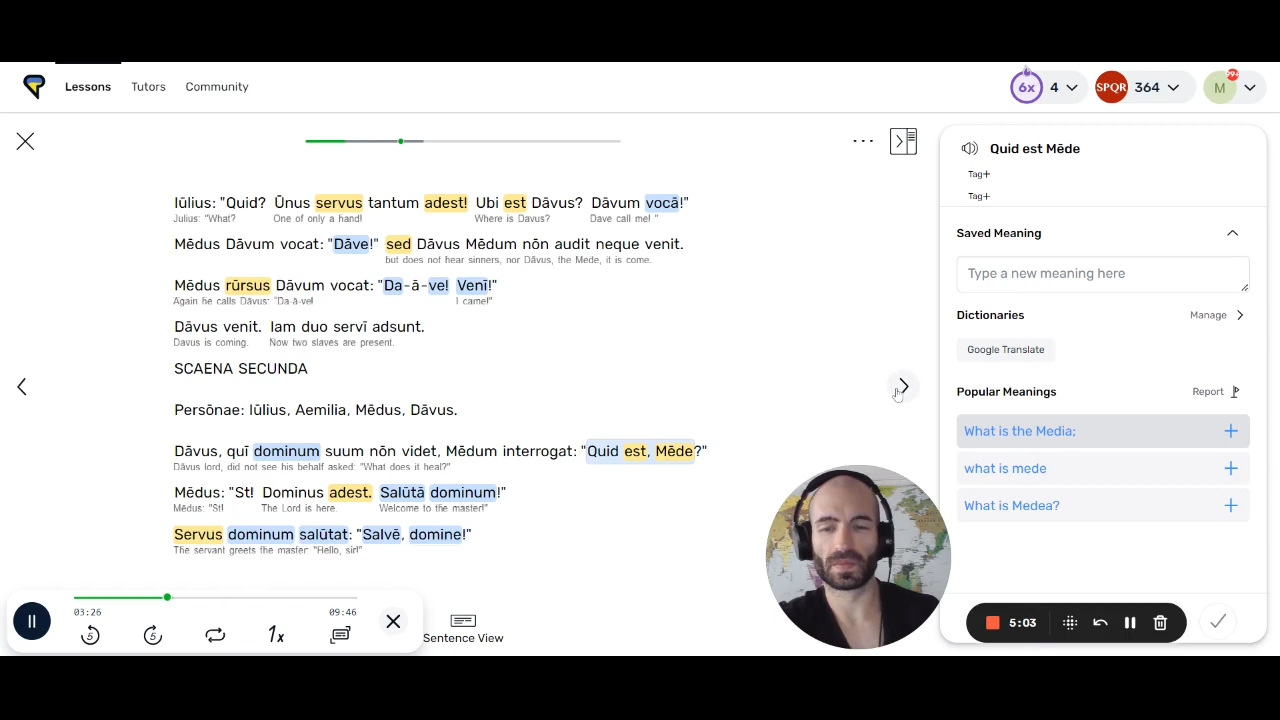 Lessons Tutors Community
6x 4 SPQR 364 M 99+
Iūlius: "Quid? Ūnus servus tantum adest! Ubi est Dāvus? Dāvum vocā!"
Julius: "What? One of only a hand! Where is Davus? Dave call me! "
Mēdus Dāvum vocat: "Dāve!" sed Dāvus Mēdum nōn audit neque venit.
but does not hear sinners, nor Dāvus, the Mede, it is come.
Mēdus rūrsus Dāvum vocat: "Da-ā-ve! Venī!"
Again he calls Dāvus: "Da-ā-ve! I came!"
Dāvus venit. Iam duo servī adsunt.
Davus is coming. Now two slaves are present.
SCAENA SECUNDA
Persōnae: Iūlius, Aemilia, Mēdus, Dāvus.
Dāvus, quī dominum suum nōn videt, Mēdum interrogat: "Quid est, Mēde?"
Dāvus lord, did not see his behalf asked: "What does it heal?"
Mēdus: "St! Dominus adest. Salūtā dominum!"
Mēdus: "St! The Lord is here. Welcome to the master!"
Servus dominum salūtat: "Salvē, domine!"
The servant greets the master: "Hello, sir!"
03:26 09:46
5 5 1x
Sentence View
Quid est Mēde
Tag+
Tag+
Saved Meaning
Type a new meaning here
Dictionaries Manage
Google Translate
Popular Meanings Report
What is the Media;
what is mede
What is Medea?
5:03